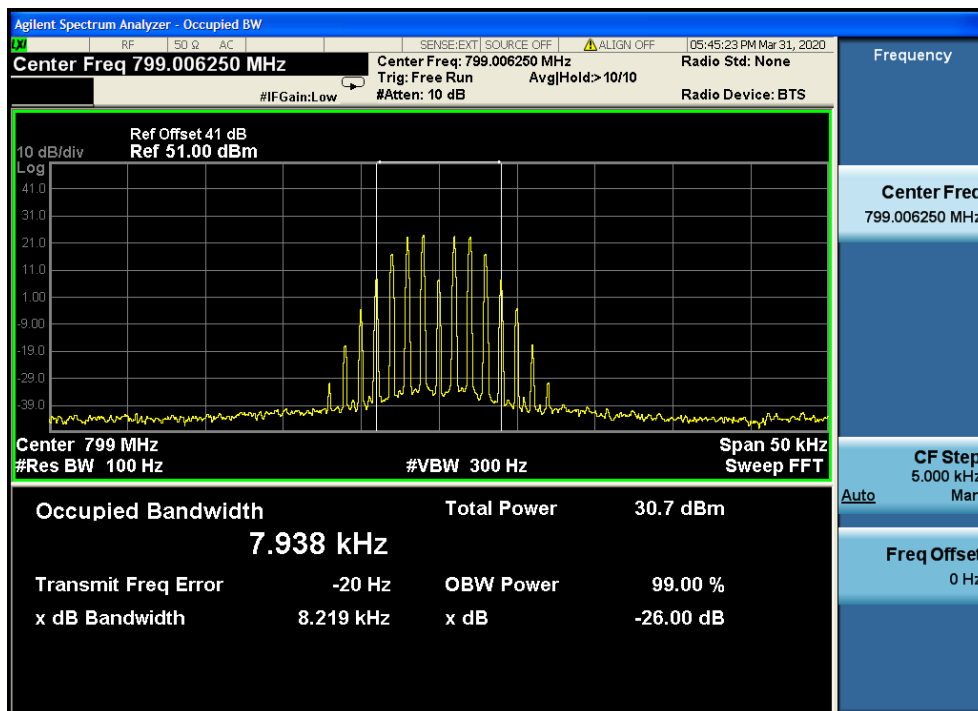 Agilent Spectrum Analyzer - Occupied BW
LXI RF 50 Ω AC SENSE:EXT SOURCE OFF ALIGN OFF 05:45:23 PM Mar 31, 2020
Center Freq 799.006250 MHz Center Freq: 799.006250 MHz Radio Std: None
Trig: Free Run Avg|Hold:> 10/10
#IFGain:Low #Atten: 10 dB Radio Device: BTS
Ref Offset 41 dB
10 dB/div Ref 51.00 dBm
Log
41.0
31.0
21.0
11.0
1.00
-9.00
-19.0
-29.0
-39.0
Center 799 MHz Span 50 kHz
#Res BW 100 Hz #VBW 300 Hz Sweep FFT
Occupied Bandwidth Total Power 30.7 dBm
7.938 kHz
Transmit Freq Error -20 Hz OBW Power 99.00 %
x dB Bandwidth 8.219 kHz x dB -26.00 dB
Frequency
Center Freq
799.006250 MHz
CF Step
5.000 kHz
Auto Man
Freq Offset
0 Hz